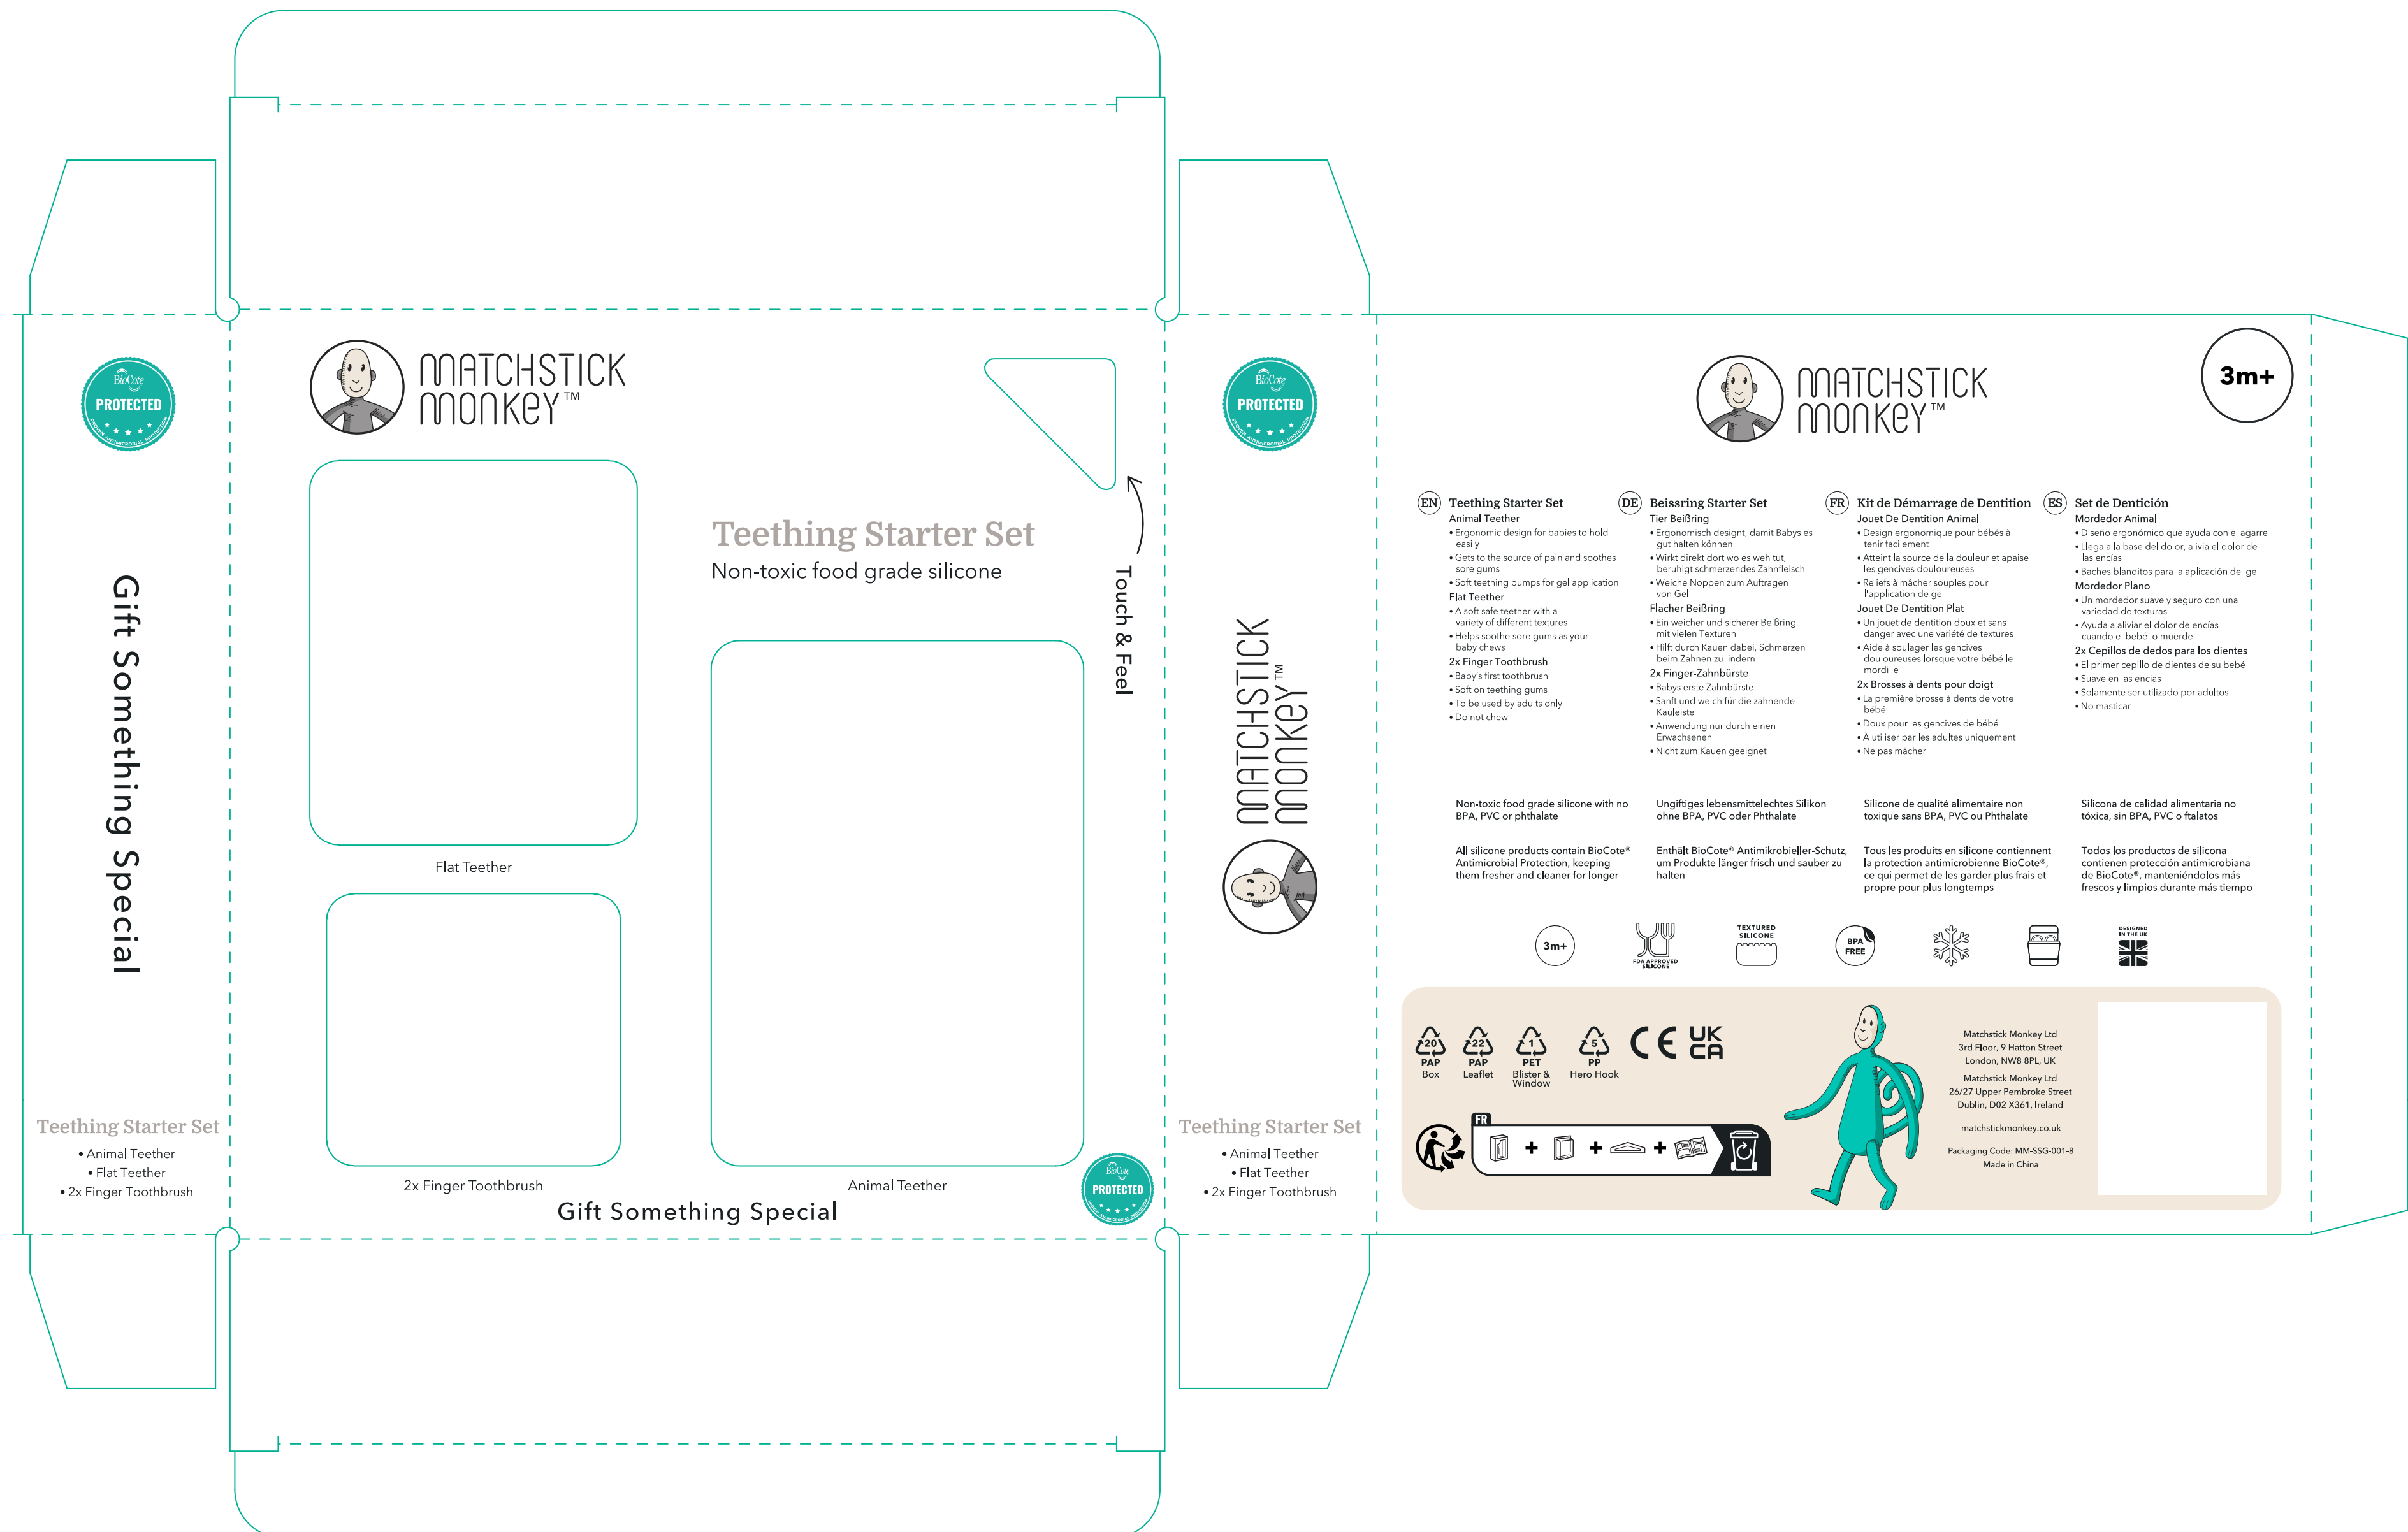 BioCote
PROTECTED
PROVEN ANTIMICROBIAL PROTECTION
Gift Something Special
Teething Starter Set
• Animal Teether
• Flat Teether
• 2x Finger Toothbrush
MATCHSTICK
MONKEY™
Teething Starter Set
Non-toxic food grade silicone
Touch & Feel
Flat Teether
2x Finger Toothbrush
Animal Teether
Gift Something Special
BioCote
PROTECTED
PROVEN ANTIMICROBIAL PROTECTION
BioCote
PROTECTED
PROVEN ANTIMICROBIAL PROTECTION
MATCHSTICK
MONKEY™
Teething Starter Set
• Animal Teether
• Flat Teether
• 2x Finger Toothbrush
MATCHSTICK
MONKEY™
3m+
EN Teething Starter Set
Animal Teether
• Ergonomic design for babies to hold
easily
• Gets to the source of pain and soothes
sore gums
• Soft teething bumps for gel application
Flat Teether
• A soft safe teether with a
variety of different textures
• Helps soothe sore gums as your
baby chews
2x Finger Toothbrush
• Baby's first toothbrush
• Soft on teething gums
• To be used by adults only
• Do not chew
Non-toxic food grade silicone with no
BPA, PVC or phthalate
All silicone products contain BioCote®
Antimicrobial Protection, keeping
them fresher and cleaner for longer
DE Beissring Starter Set
Tier Beißring
• Ergonomisch designt, damit Babys es
gut halten können
• Wirkt direkt dort wo es weh tut,
beruhigt schmerzendes Zahnfleisch
• Weiche Noppen zum Auftragen
von Gel
Flacher Beißring
• Ein weicher und sicherer Beißring
mit vielen Texturen
• Hilft durch Kauen dabei, Schmerzen
beim Zahnen zu lindern
2x Finger-Zahnbürste
• Babys erste Zahnbürste
• Sanft und weich für die zahnende
Kauleiste
• Anwendung nur durch einen
Erwachsenen
• Nicht zum Kauen geeignet
Ungiftiges lebensmittelechtes Silikon
ohne BPA, PVC oder Phthalate
Enthält BioCote® Antimikrobieller-Schutz,
um Produkte länger frisch und sauber zu
halten
FR Kit de Démarrage de Dentition
Jouet De Dentition Animal
• Design ergonomique pour bébés à
tenir facilement
• Atteint la source de la douleur et apaise
les gencives douloureuses
• Reliefs à mâcher souples pour
l'application de gel
Jouet De Dentition Plat
• Un jouet de dentition doux et sans
danger avec une variété de textures
• Aide à soulager les gencives
douloureuses lorsque votre bébé le
mordille
2x Brosses à dents pour doigt
• La première brosse à dents de votre
bébé
• Doux pour les gencives de bébé
• À utiliser par les adultes uniquement
• Ne pas mâcher
Silicone de qualité alimentaire non
toxique sans BPA, PVC ou Phthalate
Tous les produits en silicone contiennent
la protection antimicrobienne BioCote®,
ce qui permet de les garder plus frais et
propre pour plus longtemps
ES Set de Dentición
Mordedor Animal
• Diseño ergonómico que ayuda con el agarre
• Llega a la base del dolor, alivia el dolor de
las encías
• Baches blanditos para la aplicación del gel
Mordedor Plano
• Un mordedor suave y seguro con una
variedad de texturas
• Ayuda a aliviar el dolor de encías
cuando el bebé lo muerde
2x Cepillos de dedos para los dientes
• El primer cepillo de dientes de su bebé
• Suave en las encias
• Solamente ser utilizado por adultos
• No masticar
Silicona de calidad alimentaria no
tóxica, sin BPA, PVC o ftalatos
Todos los productos de silicona
contienen protección antimicrobiana
de BioCote®, manteniéndolos más
frescos y limpios durante más tiempo
3m+
FDA APPROVED
SILICONE
TEXTURED
SILICONE
BPA
FREE
DESIGNED
IN THE UK
20
PAP
Box
22
PAP
Leaflet
1
PET
Blister &
Window
5
PP
Hero Hook
CE
UK
CA
FR
+ + +
Matchstick Monkey Ltd
3rd Floor, 9 Hatton Street
London, NW8 8PL, UK
Matchstick Monkey Ltd
26/27 Upper Pembroke Street
Dublin, D02 X361, Ireland
matchstickmonkey.co.uk
Packaging Code: MM-SSG-001-8
Made in China